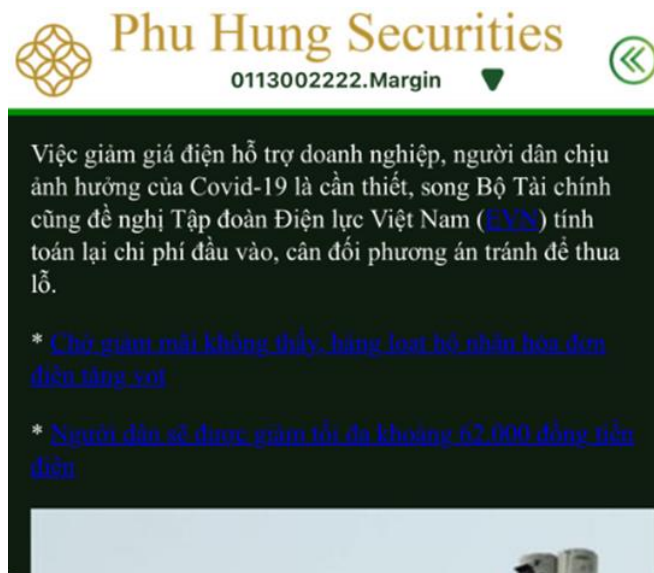 Phu Hung Securities
0113002222.Margin
Việc giảm giá điện hỗ trợ doanh nghiệp, người dân chịu
ảnh hưởng của Covid-19 là cần thiết, song Bộ Tài chính
cũng đề nghị Tập đoàn Điện lực Việt Nam (EVN) tính
toán lại chi phí đầu vào, cân đối phương án tránh để thua
lỗ.
* Chờ giảm mãi không thấy, hàng loạt hộ nhận hóa đơn
điện tăng vọt
* Người dân sẽ được giảm tối đa khoảng 62.000 đồng tiền
điện